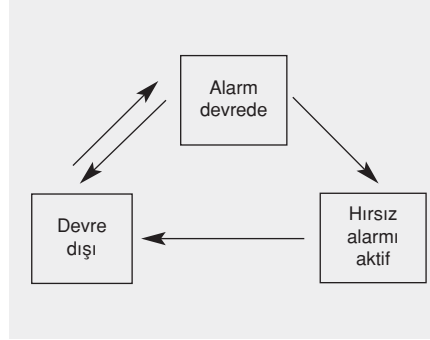 Alarm
devrede
Devre
dışı
Hırsız
alarmı
aktif